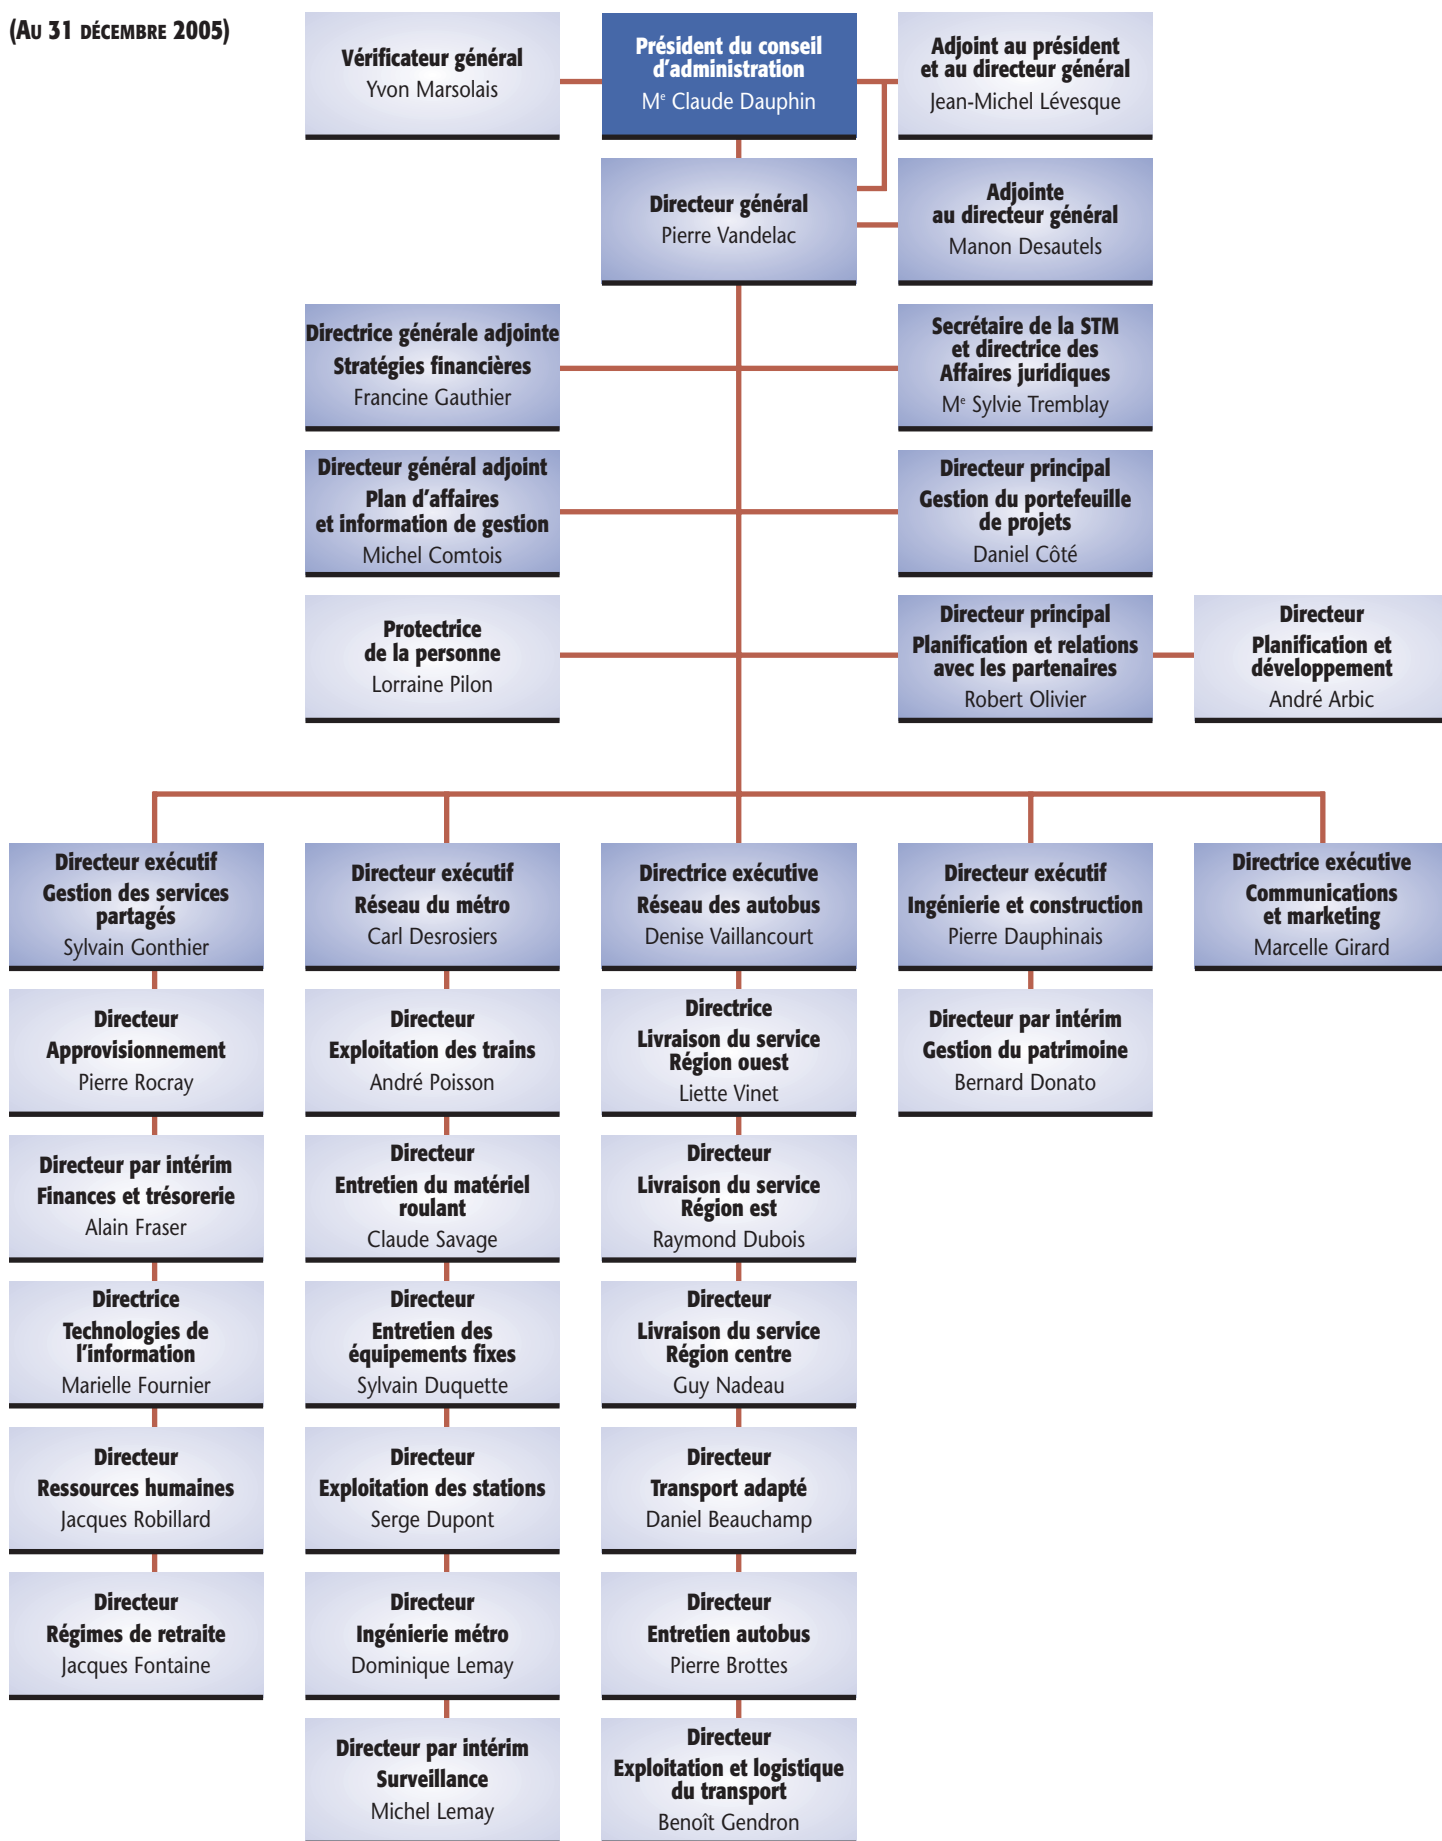 (AU 31 DÉCEMBRE 2005)
Vérificateur général
Yvon Marsolais
Président du conseil
d'administration
Me Claude Dauphin
Adjoint au président
et au directeur général
Jean-Michel Lévesque
Directeur général
Pierre Vandelac
Adjointe
au directeur général
Manon Desautels
Directrice générale adjointe
Stratégies financières
Francine Gauthier
Secrétaire de la STM
et directrice des
Affaires juridiques
Me Sylvie Tremblay
Directeur général adjoint
Plan d'affaires
et information de gestion
Michel Comtois
Directeur principal
Gestion du portefeuille
de projets
Daniel Côté
Protectrice
de la personne
Lorraine Pilon
Directeur principal
Planification et relations
avec les partenaires
Robert Olivier
Directeur
Planification et
développement
André Arbic
Directeur exécutif
Gestion des services
partagés
Sylvain Gonthier
Directeur exécutif
Réseau du métro
Carl Desrosiers
Directrice exécutive
Réseau des autobus
Denise Vaillancourt
Directeur exécutif
Ingénierie et construction
Pierre Dauphinais
Directrice exécutive
Communications
et marketing
Marcelle Girard
Directeur
Approvisionnement
Pierre Rocray
Directeur
Exploitation des trains
André Poisson
Directrice
Livraison du service
Région ouest
Liette Vinet
Directeur par intérim
Gestion du patrimoine
Bernard Donato
Directeur par intérim
Finances et trésorerie
Alain Fraser
Directeur
Entretien du matériel
roulant
Claude Savage
Directeur
Livraison du service
Région est
Raymond Dubois
Directrice
Technologies de
l'information
Marielle Fournier
Directeur
Entretien des
équipements fixes
Sylvain Duquette
Directeur
Livraison du service
Région centre
Guy Nadeau
Directeur
Ressources humaines
Jacques Robillard
Directeur
Exploitation des stations
Serge Dupont
Directeur
Transport adapté
Daniel Beauchamp
Directeur
Régimes de retraite
Jacques Fontaine
Directeur
Ingénierie métro
Dominique Lemay
Directeur
Entretien autobus
Pierre Brottes
Directeur par intérim
Surveillance
Michel Lemay
Directeur
Exploitation et logistique
du transport
Benoît Gendron